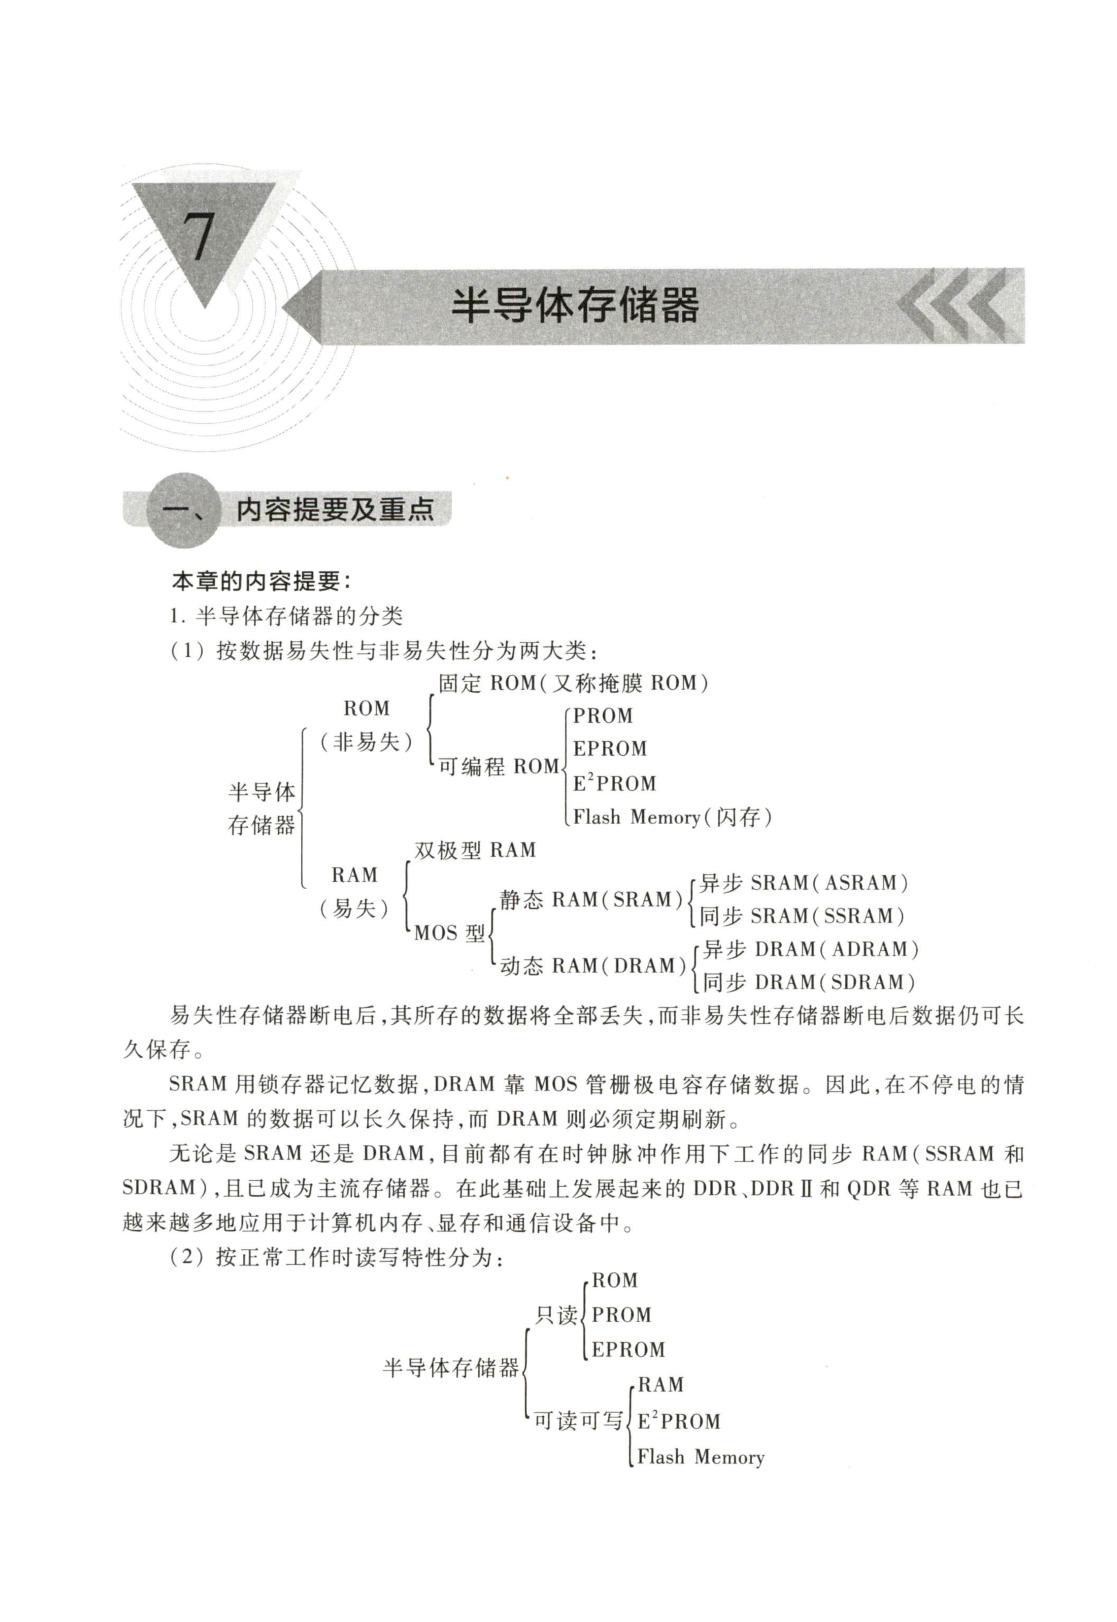 7
半导体存储器
一、 内容提要及重点
本章的内容提要：
1. 半导体存储器的分类
(1) 按数据易失性与非易失性分为两大类：
固定 ROM(又称掩膜 ROM)
ROM
(非易失)
PROM
EPROM
可编程 ROM
E²PROM
Flash Memory(闪存)
半导体
存储器
双极型 RAM
RAM
(易失)
静态 RAM(SRAM)
异步 SRAM(ASRAM)
同步 SRAM(SSRAM)
MOS 型
动态 RAM(DRAM)
异步 DRAM(ADRAM)
同步 DRAM(SDRAM)
易失性存储器断电后,其所存的数据将全部丢失,而非易失性存储器断电后数据仍可长
久保存。
SRAM 用锁存器记忆数据,DRAM 靠 MOS 管栅极电容存储数据。因此,在不停电的情
况下,SRAM 的数据可以长久保持,而 DRAM 则必须定期刷新。
无论是 SRAM 还是 DRAM,目前都有在时钟脉冲作用下工作的同步 RAM(SSRAM 和
SDRAM),且已成为主流存储器。在此基础上发展起来的 DDR、DDRⅡ和 QDR 等 RAM 也已
越来越多地应用于计算机内存、显存和通信设备中。
(2) 按正常工作时读写特性分为：
ROM
只读
PROM
EPROM
半导体存储器
RAM
可读可写
E²PROM
Flash Memory